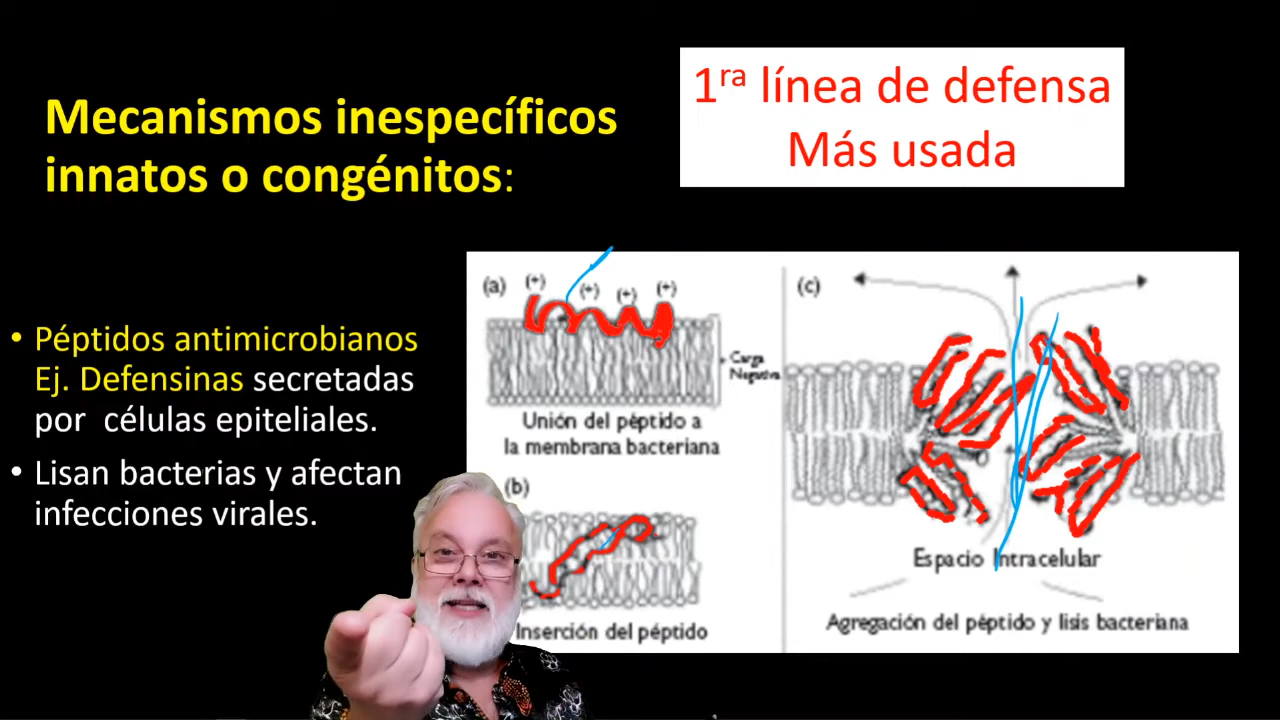 Mecanismos inespecíficos
innatos o congénitos:
1ra línea de defensa
Más usada
• Péptidos antimicrobianos
Ej. Defensinas secretadas
por células epiteliales.
• Lisan bacterias y afectan
infecciones virales.
(a)
(+)
(+)
(+)
(+)
Carga
Negativa
Unión del péptido a
la membrana bacteriana
(b)
Inserción del péptido
(c)
Espacio Intracelular
Agregación del péptido y lisis bacteriana